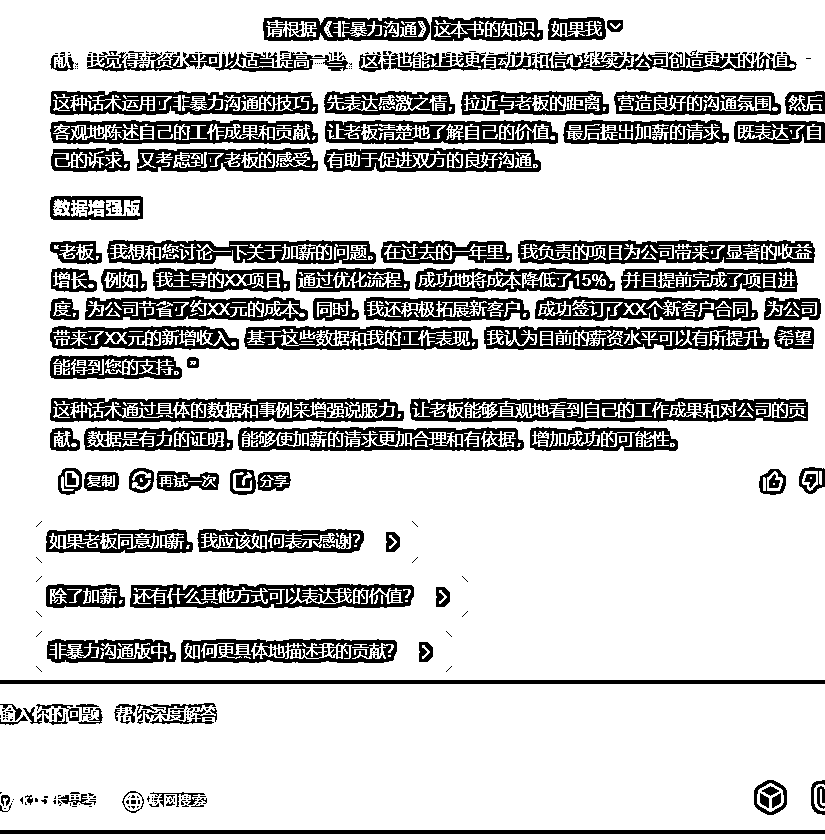 请根据《非暴力沟通》这本书的知识，如果我
献。我觉得薪资水平可以适当提高一些，这样也能让我更有动力和信心继续为公司创造更大的价值。
这种话术运用了非暴力沟通的技巧，先表达感激之情，拉近与老板的距离，营造良好的沟通氛围。然后
客观地陈述自己的工作成果和贡献，让老板清楚地了解自己的价值。最后提出加薪的请求，既表达了自
己的诉求，又考虑到了老板的感受，有助于促进双方的良好沟通。
数据增强版
“老板，我想和您讨论一下关于加薪的问题。在过去的一年里，我负责的项目为公司带来了显著的收益
增长。例如，我主导的XX项目，通过优化流程，成功地将成本降低了15%，并且提前完成了项目进
度，为公司节省了约XX元的成本。同时，我还积极拓展新客户，成功签订了XX个新客户合同，为公司
带来了XX元的新增收入。基于这些数据和我的工作表现，我认为目前的薪资水平可以有所提升，希望
能得到您的支持。”
这种话术通过具体的数据和事例来增强说服力，让老板能够直观地看到自己的工作成果和对公司的贡
献。数据是有力的证明，能够使加薪的请求更加合理和有依据，增加成功的可能性。
复制 再试一次 分享
如果老板同意加薪，我应该如何表示感谢？
除了加薪，还有什么其他方式可以表达我的价值？
非暴力沟通版中，如何更具体地描述我的贡献？
输入你的问题 帮你深度解答
思考 联网搜索